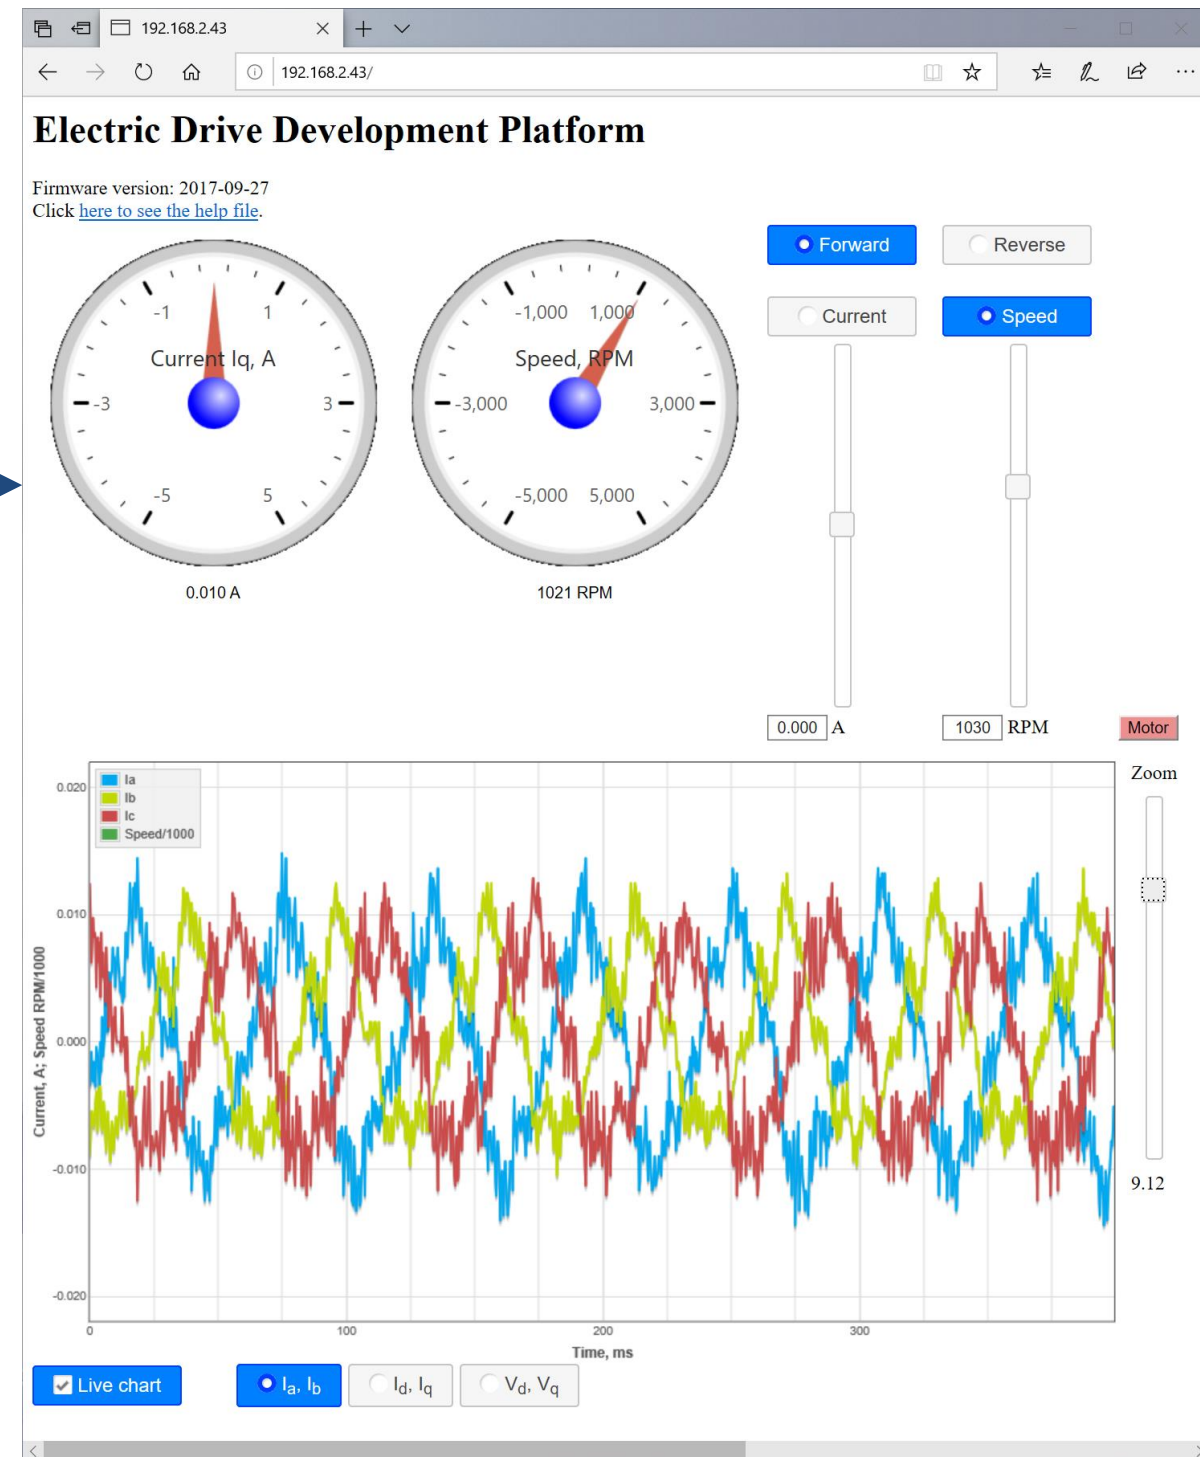 192.168.2.43
192.168.2.43/
Electric Drive Development Platform
Firmware version: 2017-09-27
Click here to see the help file.
Forward
Reverse
Current
Speed
-1
1
Current Iq, A
-3
3
-5
5
0.010 A
-1,000
1,000
Speed, RPM
-3,000
3,000
-5,000
5,000
1021 RPM
0.000 A
1030 RPM
Motor
Zoom
9.12
Ia
Ib
Ic
Speed/1000
0.020
0.010
0.000
-0.010
-0.020
Current, A; Speed RPM/1000
0
100
200
300
Time, ms
Live chart
Ia, Ib
Id, Iq
Vd, Vq